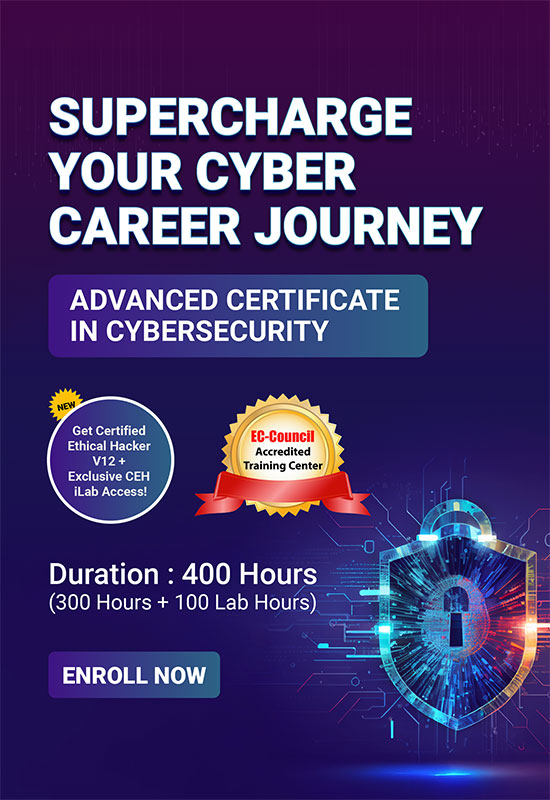 SUPERCHARGE
YOUR CYBER
CAREER JOURNEY
ADVANCED CERTIFICATE
IN CYBERSECURITY
NEW
Get Certified
Ethical Hacker
V12 +
Exclusive CEH
iLab Access!
EC-Council
Accredited
Training Center
Duration : 400 Hours
(300 Hours + 100 Lab Hours)
ENROLL NOW